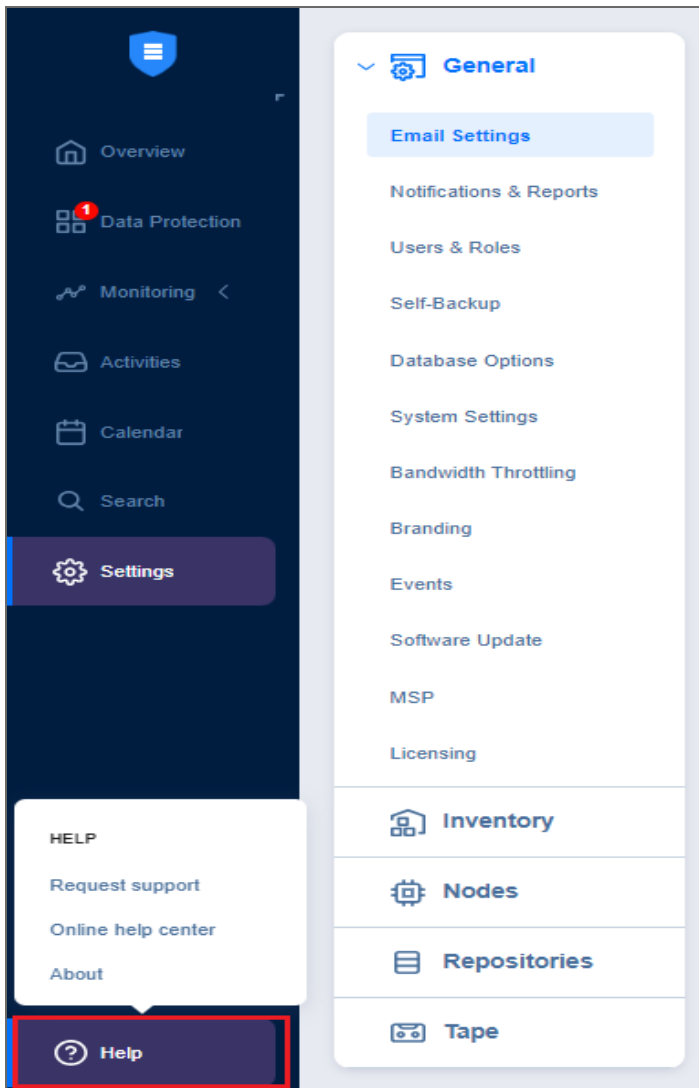 Overview
1
Data Protection
Monitoring
Activities
Calendar
Search
Settings
HELP
Request support
Online help center
About
Help
General
Email Settings
Notifications & Reports
Users & Roles
Self-Backup
Database Options
System Settings
Bandwidth Throttling
Branding
Events
Software Update
MSP
Licensing
Inventory
Nodes
Repositories
Tape